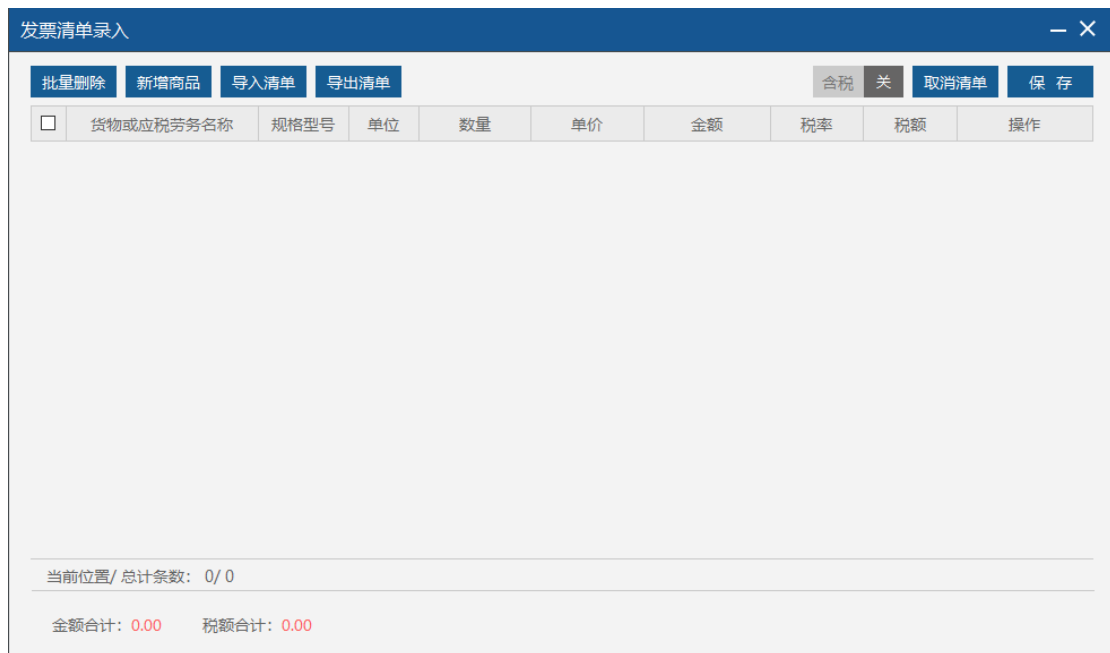 发票清单录入
批量删除 新增商品 导入清单 导出清单 含税 关 取消清单 保 存
货物或应税劳务名称 规格型号 单位 数量 单价 金额 税率 税额 操作
当前位置/ 总计条数： 0/ 0
金额合计：0.00 税额合计：0.00